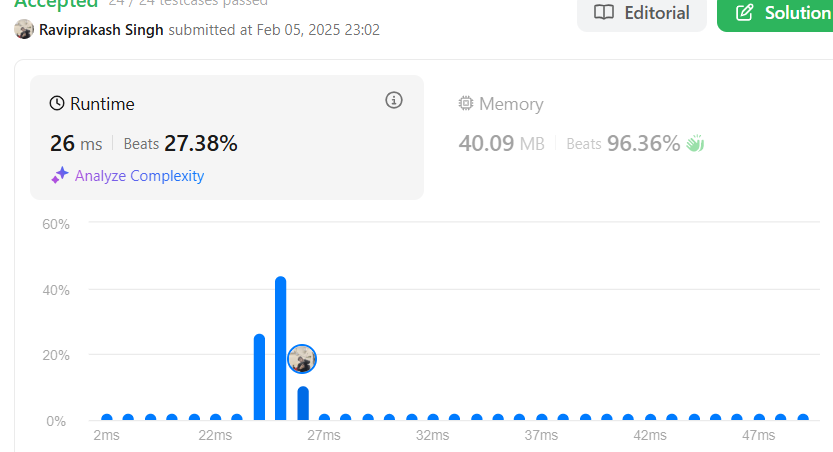 Accepted 24 / 24 testcases passed
Raviprakash Singh submitted at Feb 05, 2025 23:02
Editorial
Solution
Runtime
26 ms Beats 27.38%
Analyze Complexity
Memory
40.09 MB Beats 96.36%
60%
40%
20%
0%
2ms 22ms 27ms 32ms 37ms 42ms 47ms